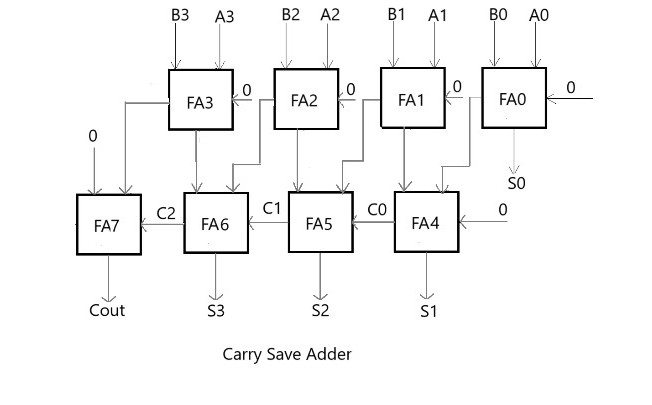 B3 A3 B2 A2 B1 A1 B0 A0
FA3 0 FA2 0 FA1 0 FA0 0
0 S0
FA7 C2 FA6 C1 FA5 C0 FA4 0
Cout S3 S2 S1
Carry Save Adder